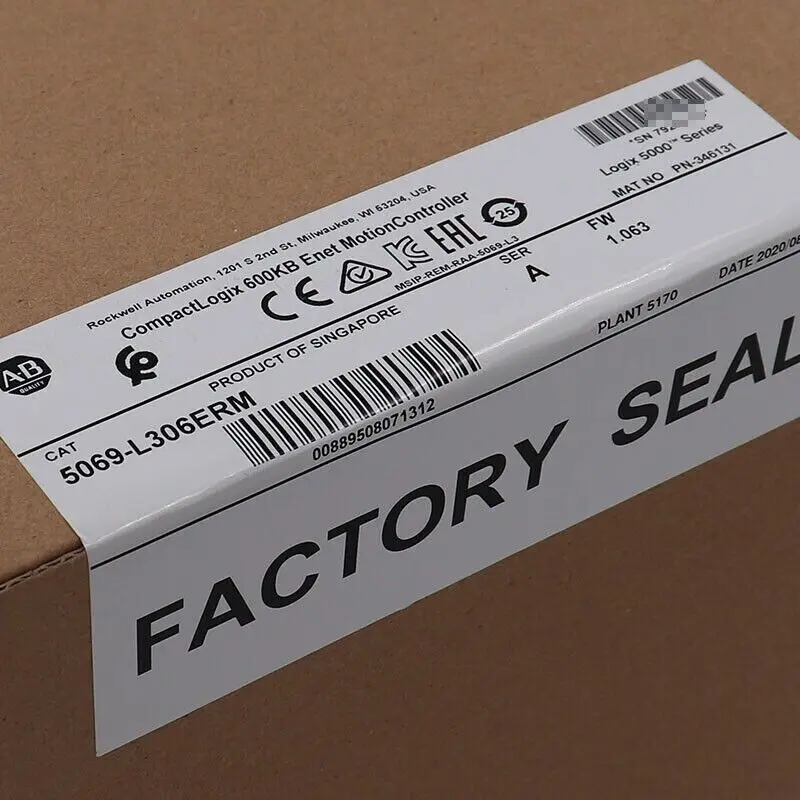 *SN 792
Logix 5000™ Series
MAT NO PN-346131
Rockwell Automation, 1201 S 2nd St, Milwaukee, WI 53204, USA
CompactLogix 600KB Enet MotionController
CE EAC 25
MSIP-REM-RAA-5069-L3
A-B
QUALITY
PRODUCT OF SINGAPORE
SER
A
FW
1.063
CAT
5069-L306ERM
00889508071312
PLANT 5170
DATE 2020/08
FACTORY SEAL